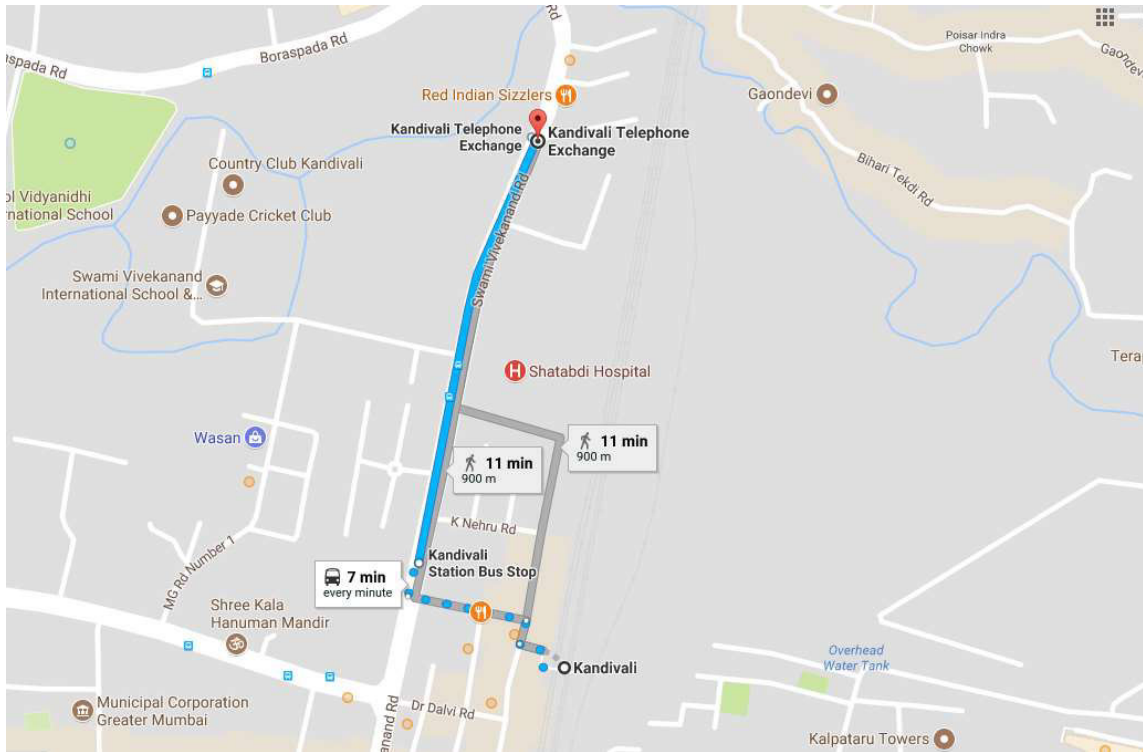 Rd
Boraspada Rd
raspada Rd
Poisar Indra
Chowk
Gaondevi
Red Indian Sizzlers
Gaondevi
Kandivali Telephone
Exchange
Kandivali Telephone
Exchange
Country Club Kandivali
Bihari Tekdi Rd
ol Vidyanidhi
rnational School
Payyade Cricket Club
Swami Vivekanand Rd
Swami Vivekanand
International School &...
Shatabdi Hospital
Wasan
11 min
900 m
11 min
900 m
K Nehru Rd
Kandivali
Station Bus Stop
7 min
every minute
MG Rd Number 1
Shree Kala
Hanuman Mandir
Kandivali
Overhead
Water Tank
Municipal Corporation
Greater Mumbai
anand Rd
Dr Dalvi Rd
Kalpataru Towers